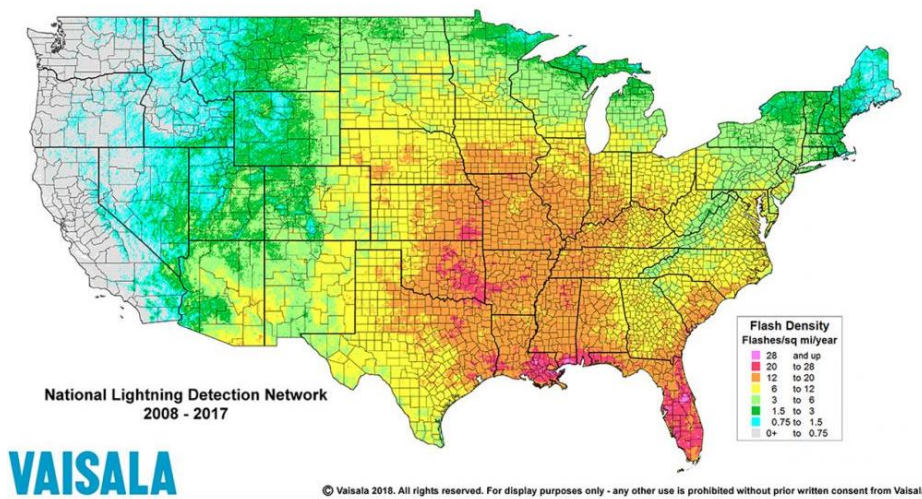 Flash Density
Flashes/sq mi/year
28 and up
20 to 28
12 to 20
6 to 12
3 to 6
1.5 to 3
0.75 to 1.5
0+ to 0.75
National Lightning Detection Network
2008 - 2017
VAISALA
© Vaisala 2018. All rights reserved. For display purposes only - any other use is prohibited without prior written consent from Vaisal